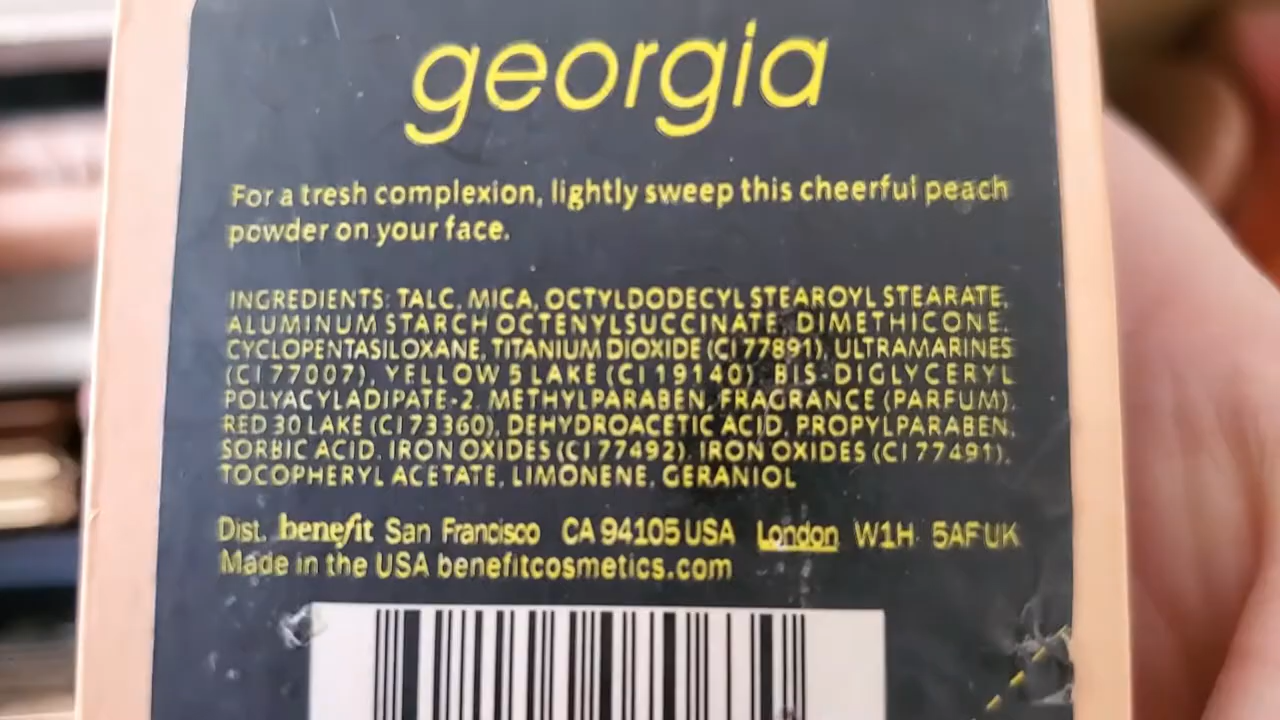 georgia
For a fresh complexion, lightly sweep this cheerful peach
powder on your face.
INGREDIENTS: TALC, MICA, OCTYLDODECYL STEAROYL STEARATE,
ALUMINUM STARCH OCTENYLSUCCINATE, DIMETHICONE,
CYCLOPENTASILOXANE, TITANIUM DIOXIDE (CI 77891), ULTRAMARINES
(CI 77007), YELLOW 5 LAKE (CI 19140), BIS-DIGLYCERYL
POLYACYLADIPATE-2, METHYLPARABEN, FRAGRANCE (PARFUM),
RED 30 LAKE (CI 73360), DEHYDROACETIC ACID, PROPYLPARABEN,
SORBIC ACID, IRON OXIDES (CI 77492), IRON OXIDES (CI 77491),
TOCOPHERYL ACETATE, LIMONENE, GERANIOL
Dist. benefit San Francisco CA 94105 USA London W1H 5AF UK
Made in the USA benefitcosmetics.com